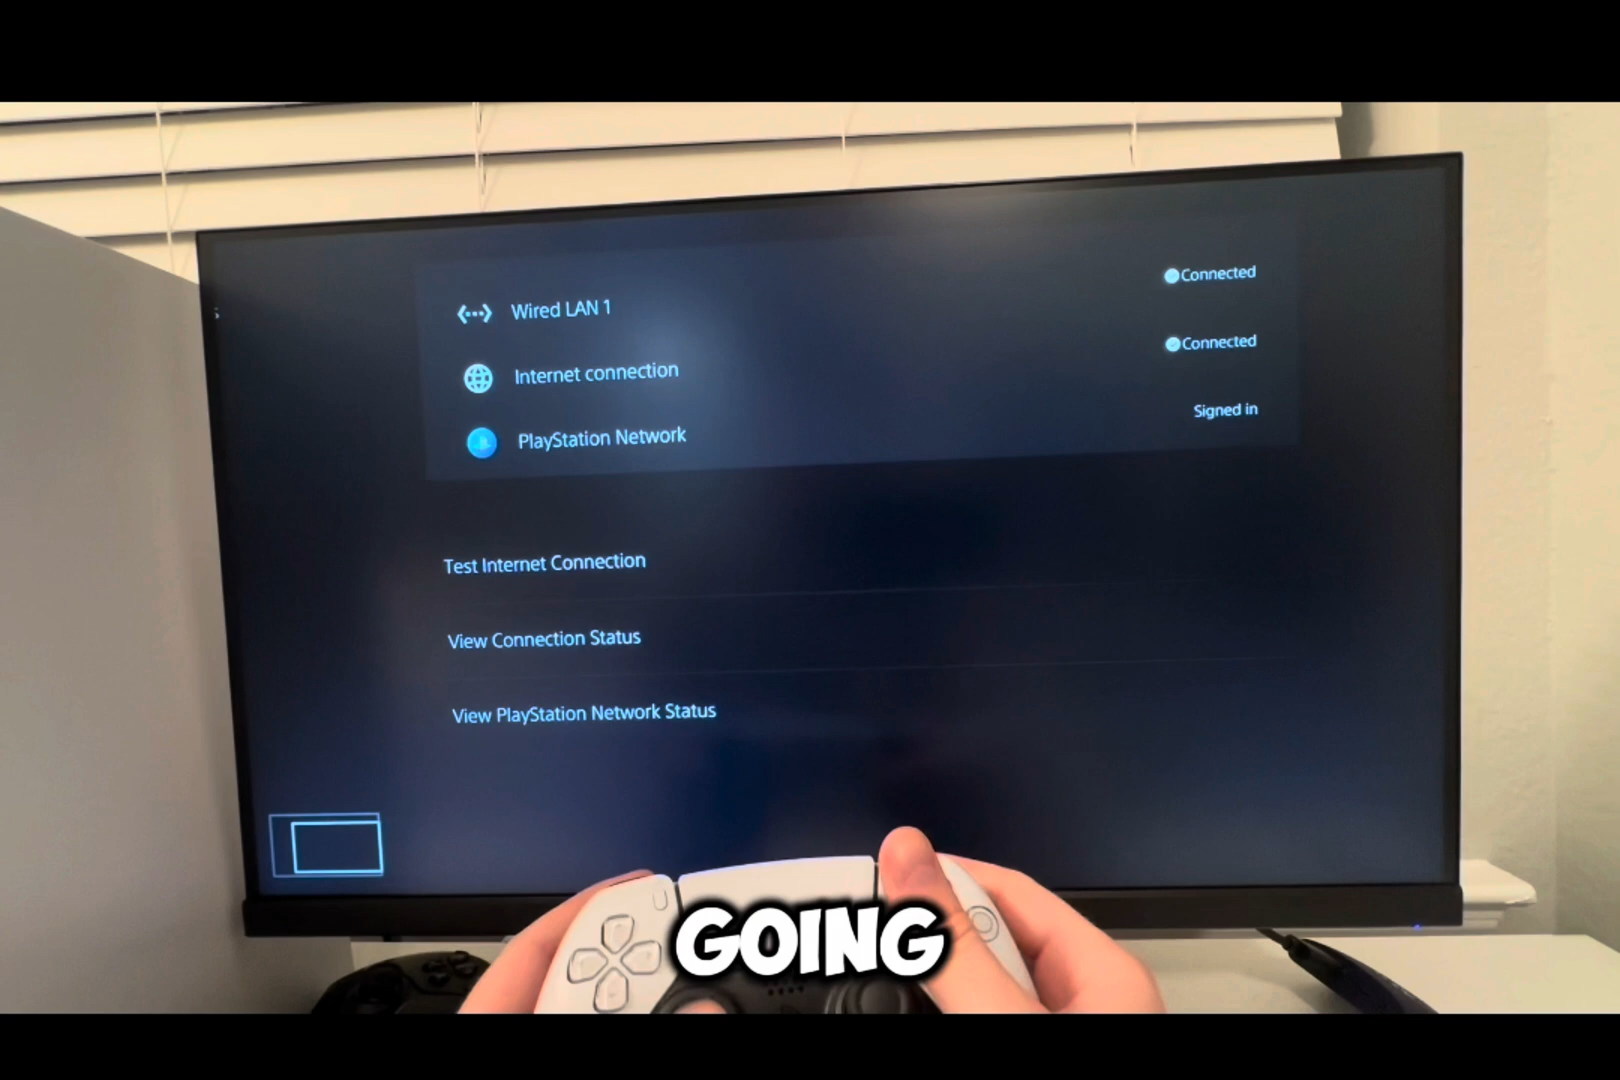 Wired LAN 1
Connected
Internet connection
Connected
PlayStation Network
Signed in
Test Internet Connection
View Connection Status
View PlayStation Network Status
GOING